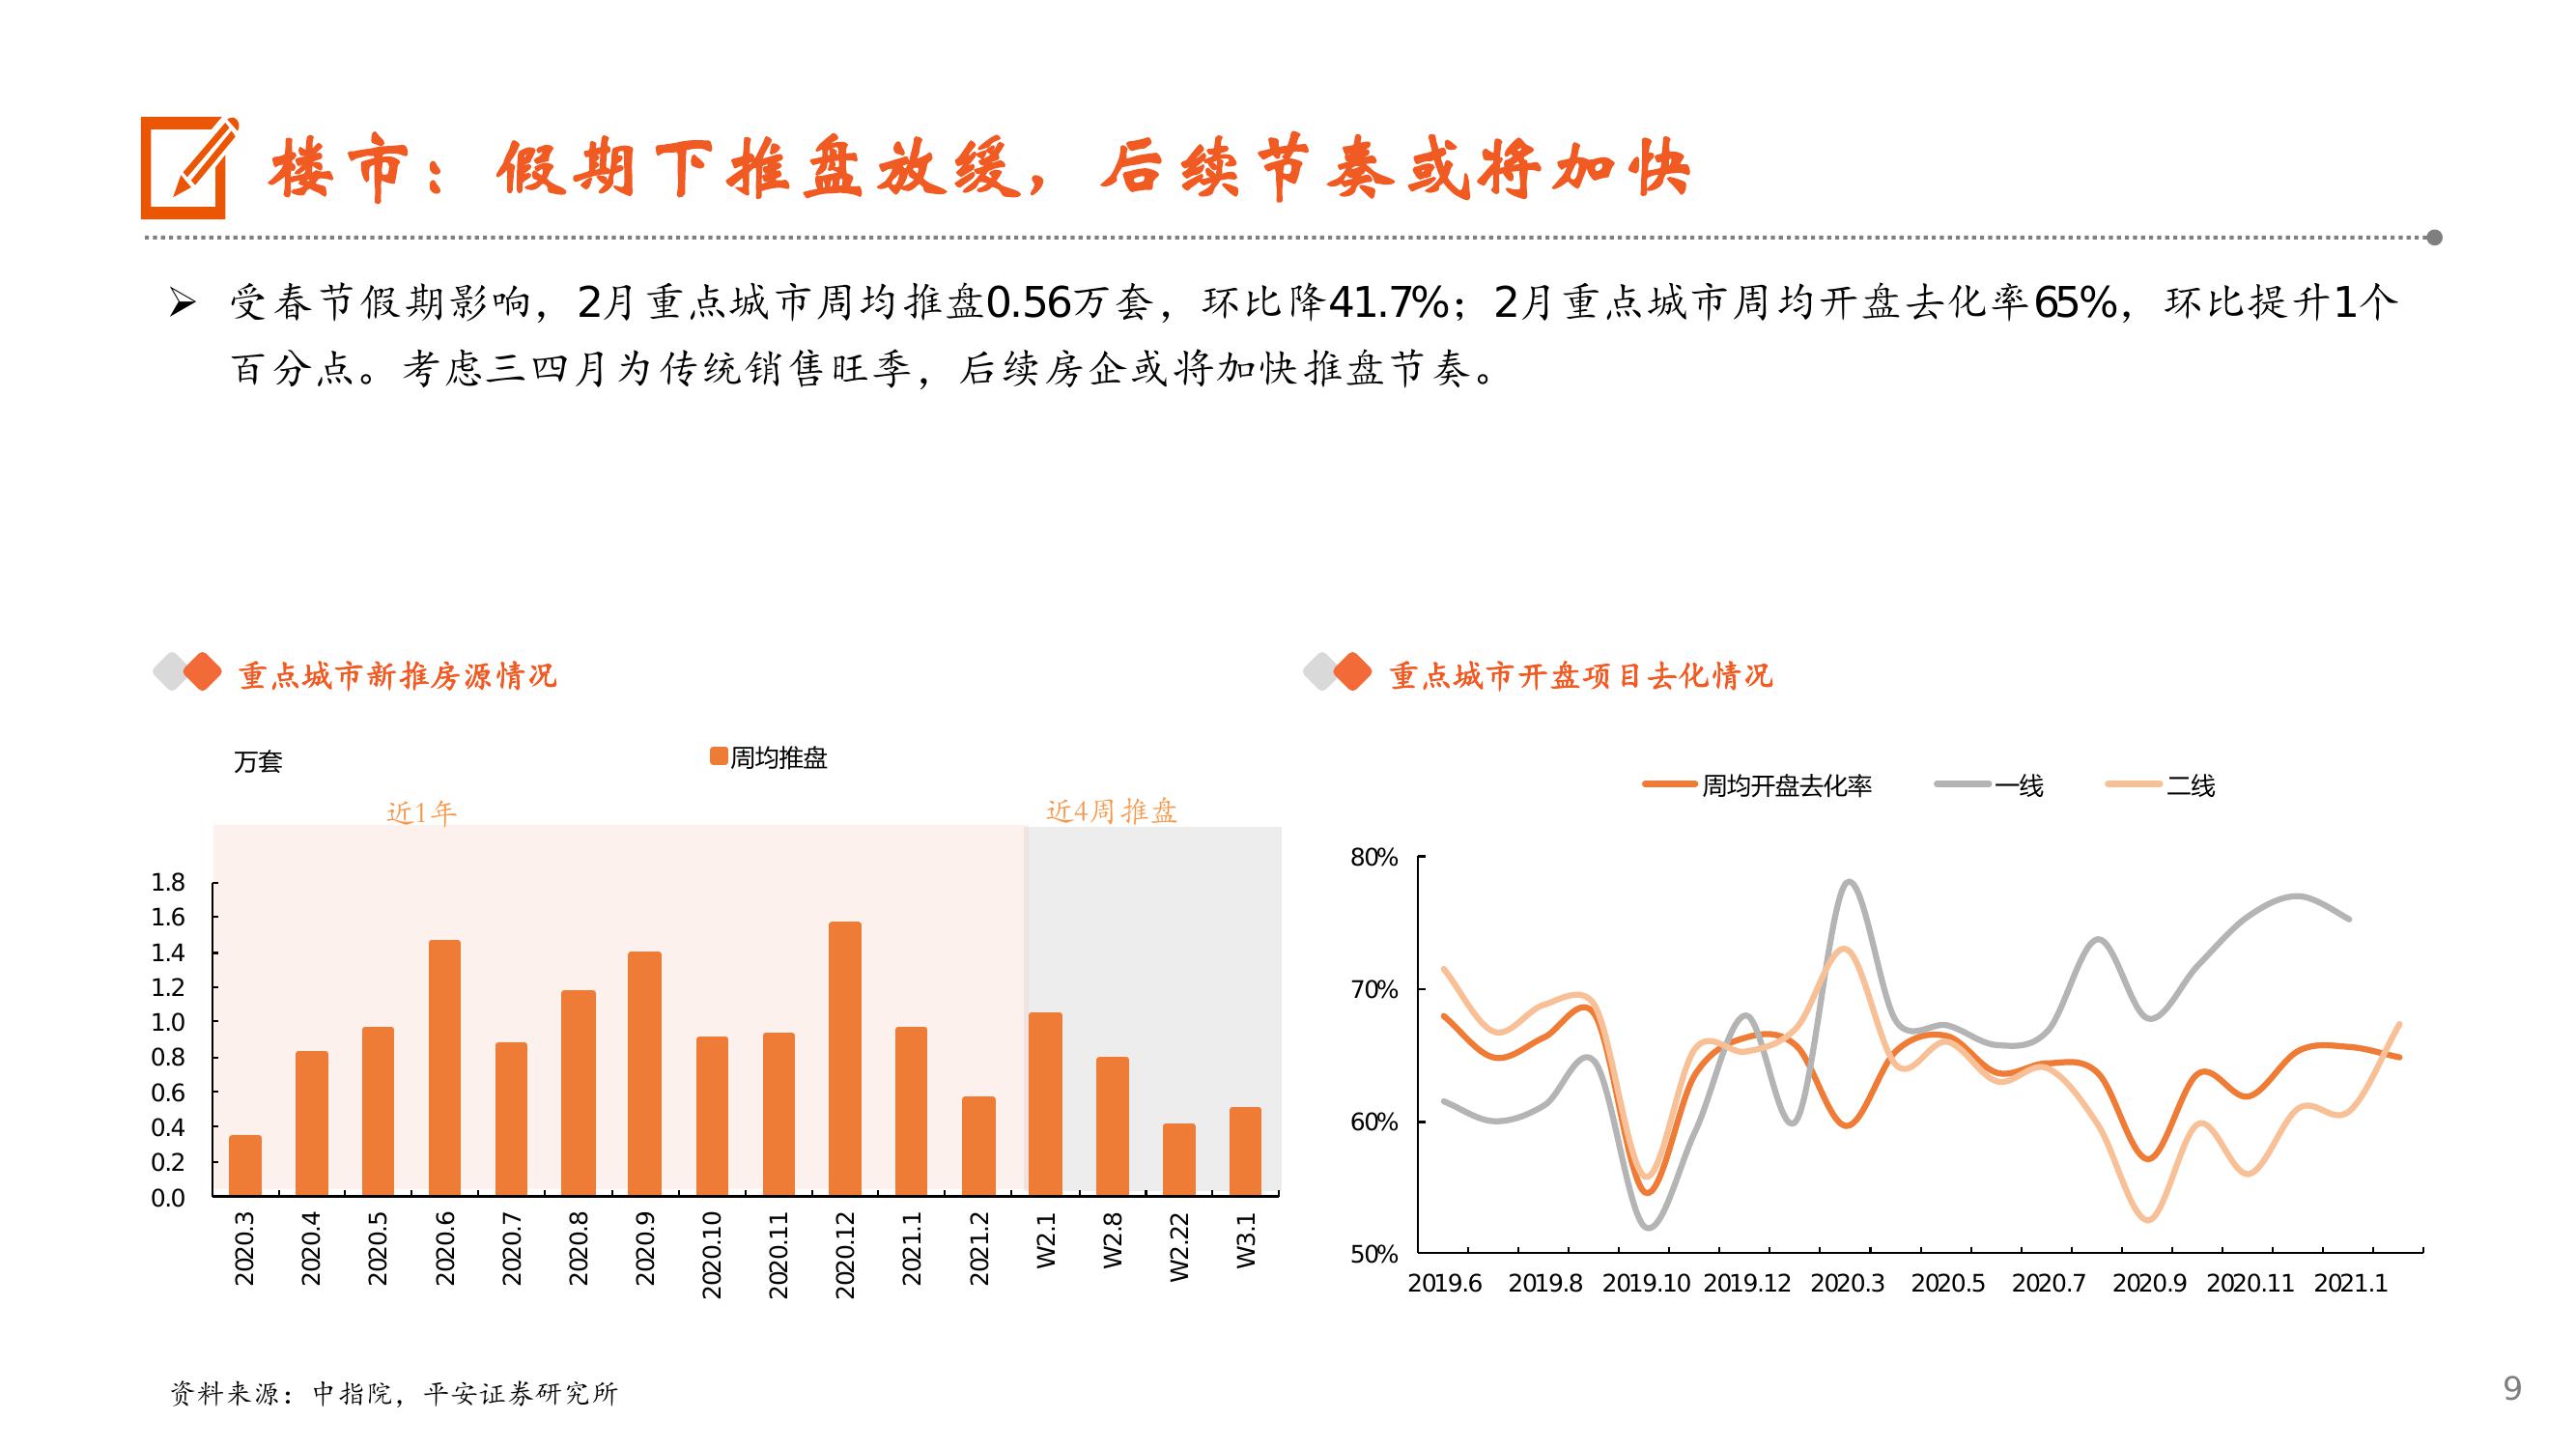 楼市：假期下推盘放缓，后续节奏或将加快
受春节假期影响，2月重点城市周均推盘0.56万套，环比降41.7%；2月重点城市周均开盘去化率65%，环比提升1个
百分点。考虑三四月为传统销售旺季，后续房企或将加快推盘节奏。
重点城市新推房源情况
万套
周均推盘
近1年
近4周推盘
1.8
1.6
1.4
1.2
1.0
0.8
0.6
0.4
0.2
0.0
2020.3
2020.4
2020.5
2020.6
2020.7
2020.8
2020.9
2020.10
2020.11
2020.12
2021.1
2021.2
W2.1
W2.8
W2.22
W3.1
重点城市开盘项目去化情况
周均开盘去化率 一线 二线
80%
70%
60%
50%
2019.6 2019.8 2019.10 2019.12 2020.3 2020.5 2020.7 2020.9 2020.11 2021.1
资料来源：中指院，平安证券研究所
9